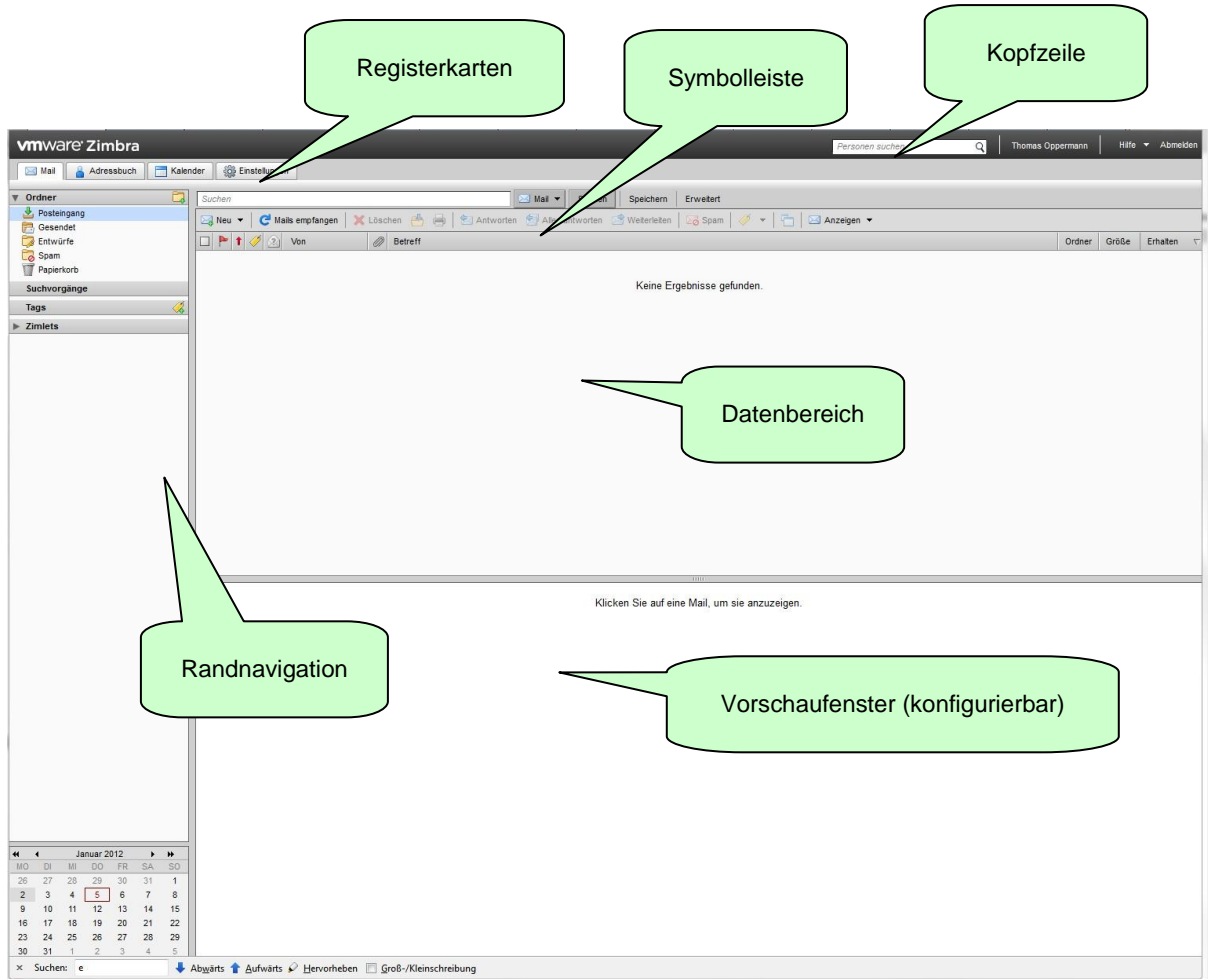 Registerkarten
Symbolleiste
Kopfzeile
vmware Zimbra
Personen suchen
Thomas Oppermann
Hilfe
Abmelden
Mail
Adressbuch
Kalender
Ordner
Suchen
Mail
Speichern
Erweitert
Posteingang
Gesendet
Entwürfe
Spam
Papierkorb
Neu
Mails empfangen
Löschen
Antworten
Weiterleiten
Spam
Anzeigen
Von
Betreff
Ordner
Größe
Erhalten
Suchvorgänge
Tags
Zimlets
Keine Ergebnisse gefunden.
Datenbereich
Klicken Sie auf eine Mail, um sie anzuzeigen.
Randnavigation
Vorschaufenster (konfigurierbar)
Januar 2012
MO DI MI DO FR SA SO
26 27 28 29 30 31 1
2 3 4 5 6 7 8
9 10 11 12 13 14 15
16 17 18 19 20 21 22
23 24 25 26 27 28 29
30 31 1 2 3 4 5
Suchen: e
Abwärts Aufwärts Hervorheben Groß-/Kleinschreibung